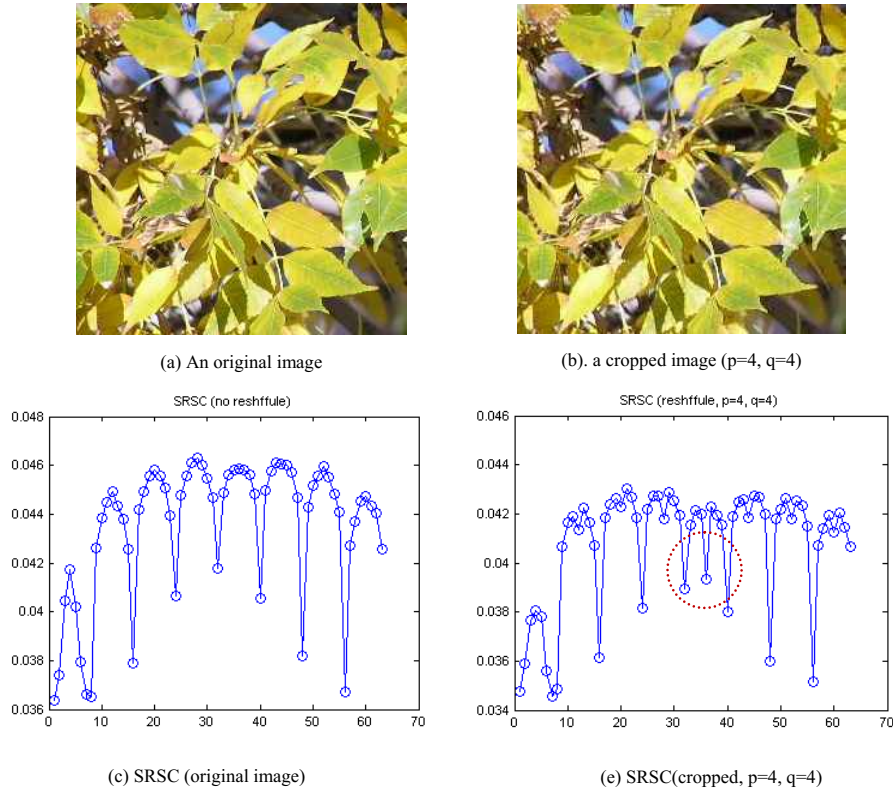 (a) An original image
(b). a cropped image (p=4, q=4)
SRSC (no reshffule)
0.048
0.046
0.044
0.042
0.04
0.038
0.036
0 10 20 30 40 50 60 70
(c) SRSC (original image)
SRSC (reshffule, p=4, q=4)
0.046
0.044
0.042
0.04
0.038
0.036
0.034
0 10 20 30 40 50 60 70
(e) SRSC(cropped, p=4, q=4)